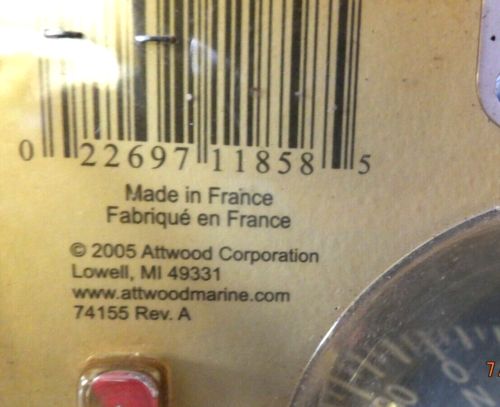 0 22697 11858 5
Made in France
Fabriqué en France
© 2005 Attwood Corporation
Lowell, MI 49331
www.attwoodmarine.com
74155 Rev. A